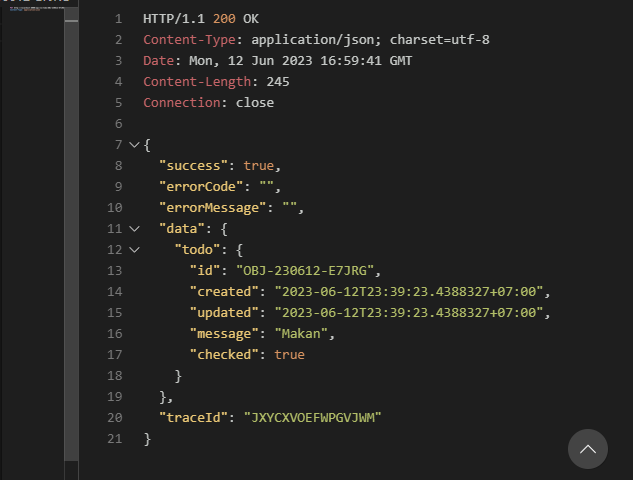 1 HTTP/1.1 200 OK
2 Content-Type: application/json; charset=utf-8
3 Date: Mon, 12 Jun 2023 16:59:41 GMT
4 Content-Length: 245
5 Connection: close
6
7 {
8 "success": true,
9 "errorCode": "",
10 "errorMessage": "",
11 "data": {
12 "todo": {
13 "id": "OBJ-230612-E7JRG",
14 "created": "2023-06-12T23:39:23.4388327+07:00",
15 "updated": "2023-06-12T23:39:23.4388327+07:00",
16 "message": "Makan",
17 "checked": true
18 }
19 },
20 "traceId": "JXYCXVOEFWPGVJWM"
21 }